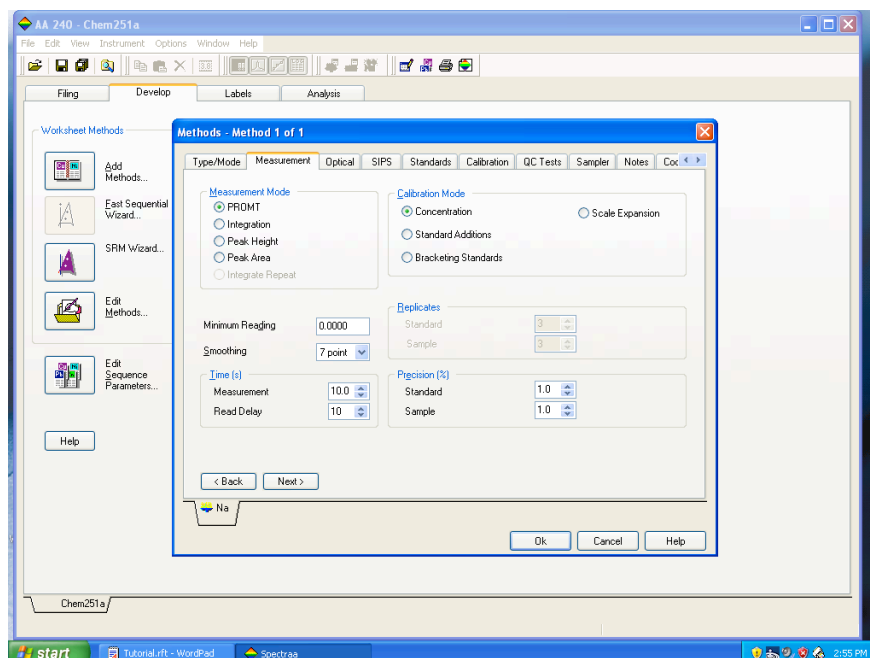 AA 240 - Chem251a
File Edit View Instrument Options Window Help
Filing Develop Labels Analysis
Worksheet Methods
Add
Methods...
Fast Sequential
Wizard...
SRM Wizard...
Edit
Methods...
Edit
Sequence
Parameters...
Help
Methods - Method 1 of 1
Type/Mode Measurement Optical SIPS Standards Calibration QC Tests Sampler Notes
Measurement Mode
PROMT
Integration
Peak Height
Peak Area
Integrate Repeat
Calibration Mode
Concentration Scale Expansion
Standard Additions
Bracketing Standards
Minimum Reading 0.0000
Smoothing 7 point
Replicates
Standard 3
Sample 3
Time (s)
Measurement 10.0
Read Delay 10
Precision (%)
Standard 1.0
Sample 1.0
< Back Next >
Na
Ok Cancel Help
Chem251a
start Tutorial.rft - WordPad Spectraa 2:55 PM